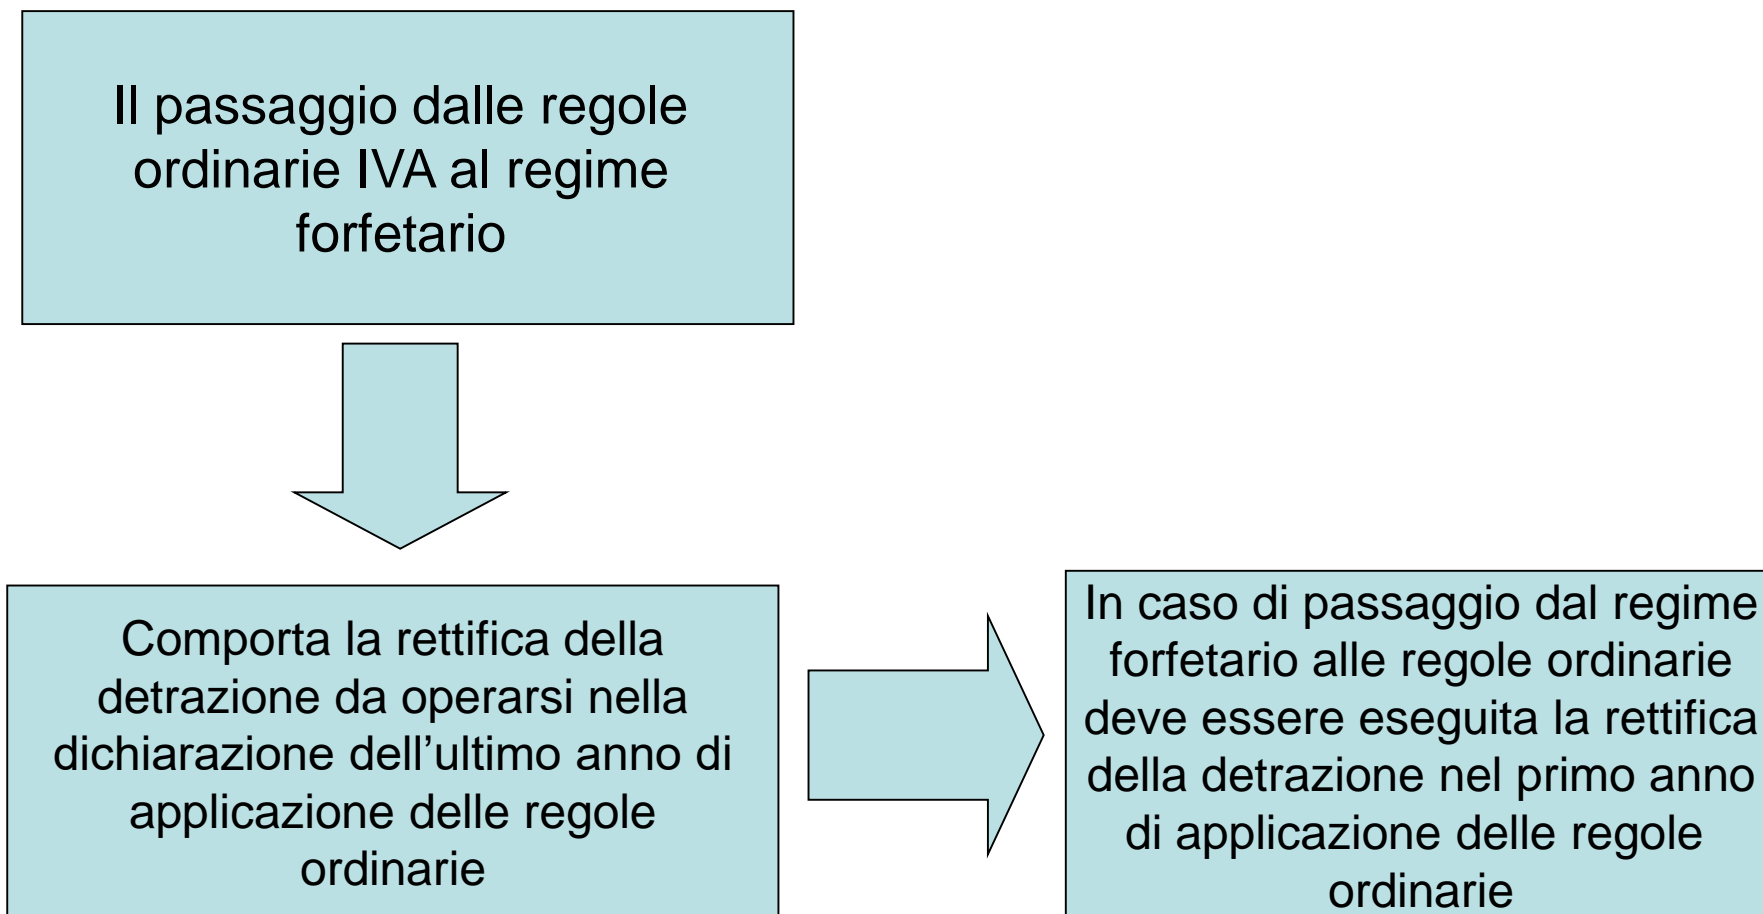 Il passaggio dalle regole
ordinarie IVA al regime
forfetario
Comporta la rettifica della
detrazione da operarsi nella
dichiarazione dell’ultimo anno di
applicazione delle regole
ordinarie
In caso di passaggio dal regime
forfetario alle regole ordinarie
deve essere eseguita la rettifica
della detrazione nel primo anno
di applicazione delle regole
ordinarie